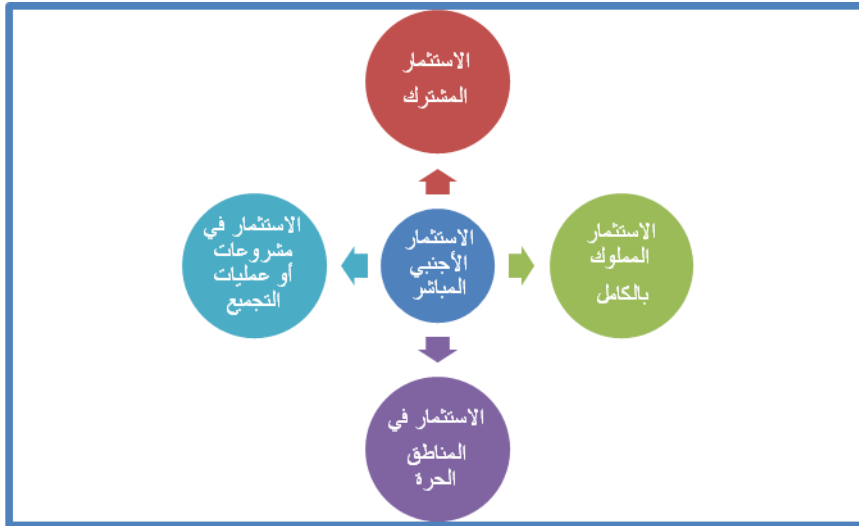 الاستثمار
المشترك
الاستثمار
المملوك
بالكامل
الاستثمار
الأجنبي
المباشر
الاستثمار في
مشروعات
أو عمليات
التجميع
الاستثمار في
المناطق
الحرة